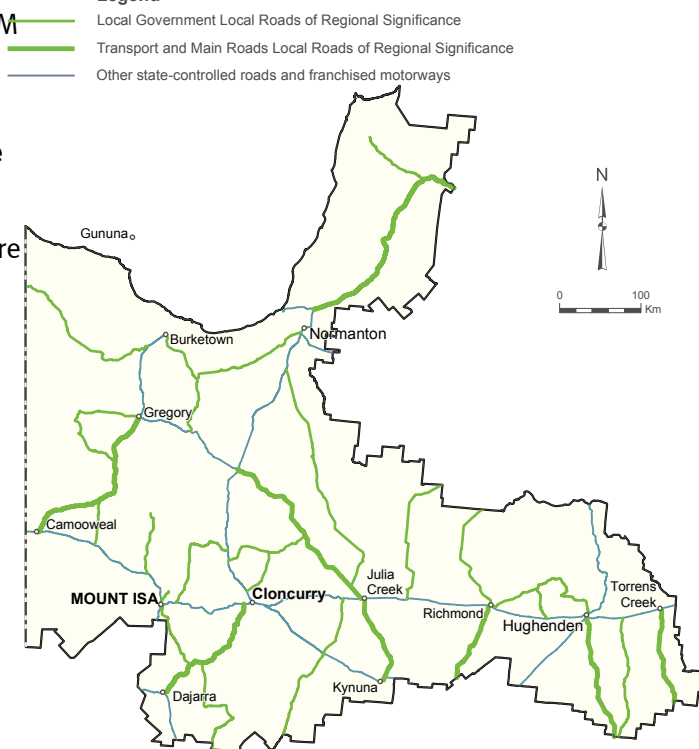 M
Local Government Local Roads of Regional Significance
Transport and Main Roads Local Roads of Regional Significance
Other state-controlled roads and franchised motorways
e
N
Gununa
re
0 100
Km
Burketown
Normanton
Gregory
Camooweal
Julia
Creek
MOUNT ISA
Cloncurry
Torrens
Creek
Richmond
Hughenden
Kynuna
Dajarra